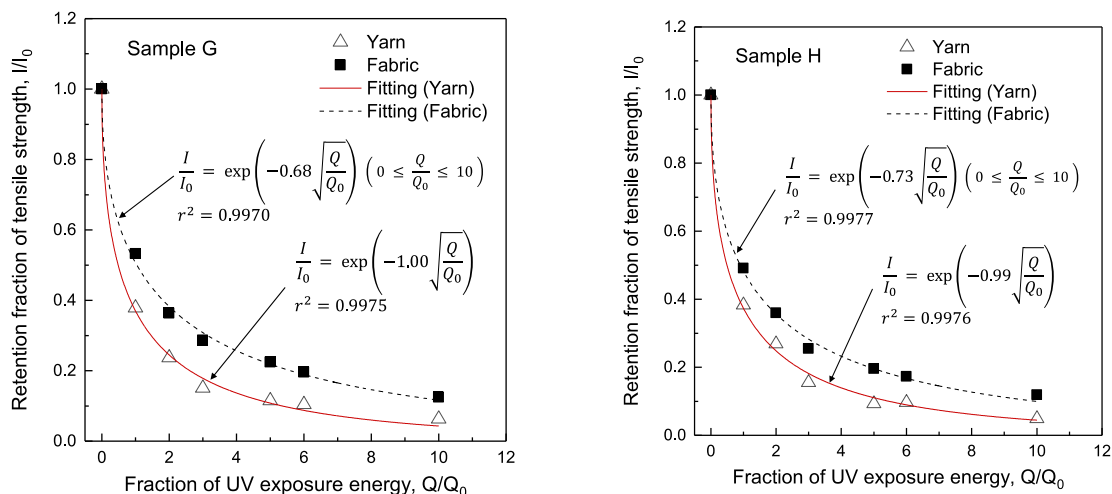 Sample G
Yarn
Fabric
Fitting (Yarn)
Fitting (Fabric)
I/I₀ = exp(−0.68√(Q/Q₀)) (0 ≤ Q/Q₀ ≤ 10)
r² = 0.9970
I/I₀ = exp(−1,00√(Q/Q₀))
r² = 0.9975
Retention fraction of tensile strength, I/I₀
1.2
1.0
0.8
0.6
0.4
0.2
0.0
0 2 4 6 8 10 12
Fraction of UV exposure energy, Q/Q₀
Sample H
Yarn
Fabric
Fitting (Yarn)
Fitting (Fabric)
I/I₀ = exp(−0.73√(Q/Q₀)) (0 ≤ Q/Q₀ ≤ 10)
r² = 0.9977
I/I₀ = exp(−0.99√(Q/Q₀))
r² = 0.9976
Retention fraction of tensile strength, I/I₀
1.2
1.0
0.8
0.6
0.4
0.2
0.0
0 2 4 6 8 10 12
Fraction of UV exposure energy, Q/Q₀